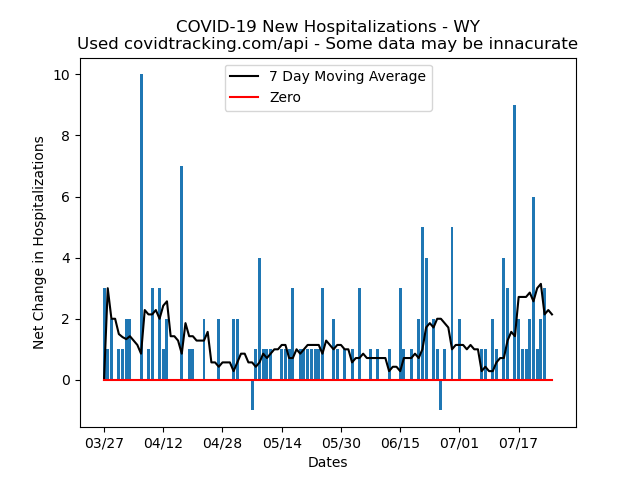 COVID-19 New Hospitalizations - WY
Used covidtracking.com/api - Some data may be innacurate
7 Day Moving Average
Zero
Net Change in Hospitalizations
10
8
6
4
2
0
03/27 04/12 04/28 05/14 05/30 06/15 07/01 07/17
Dates